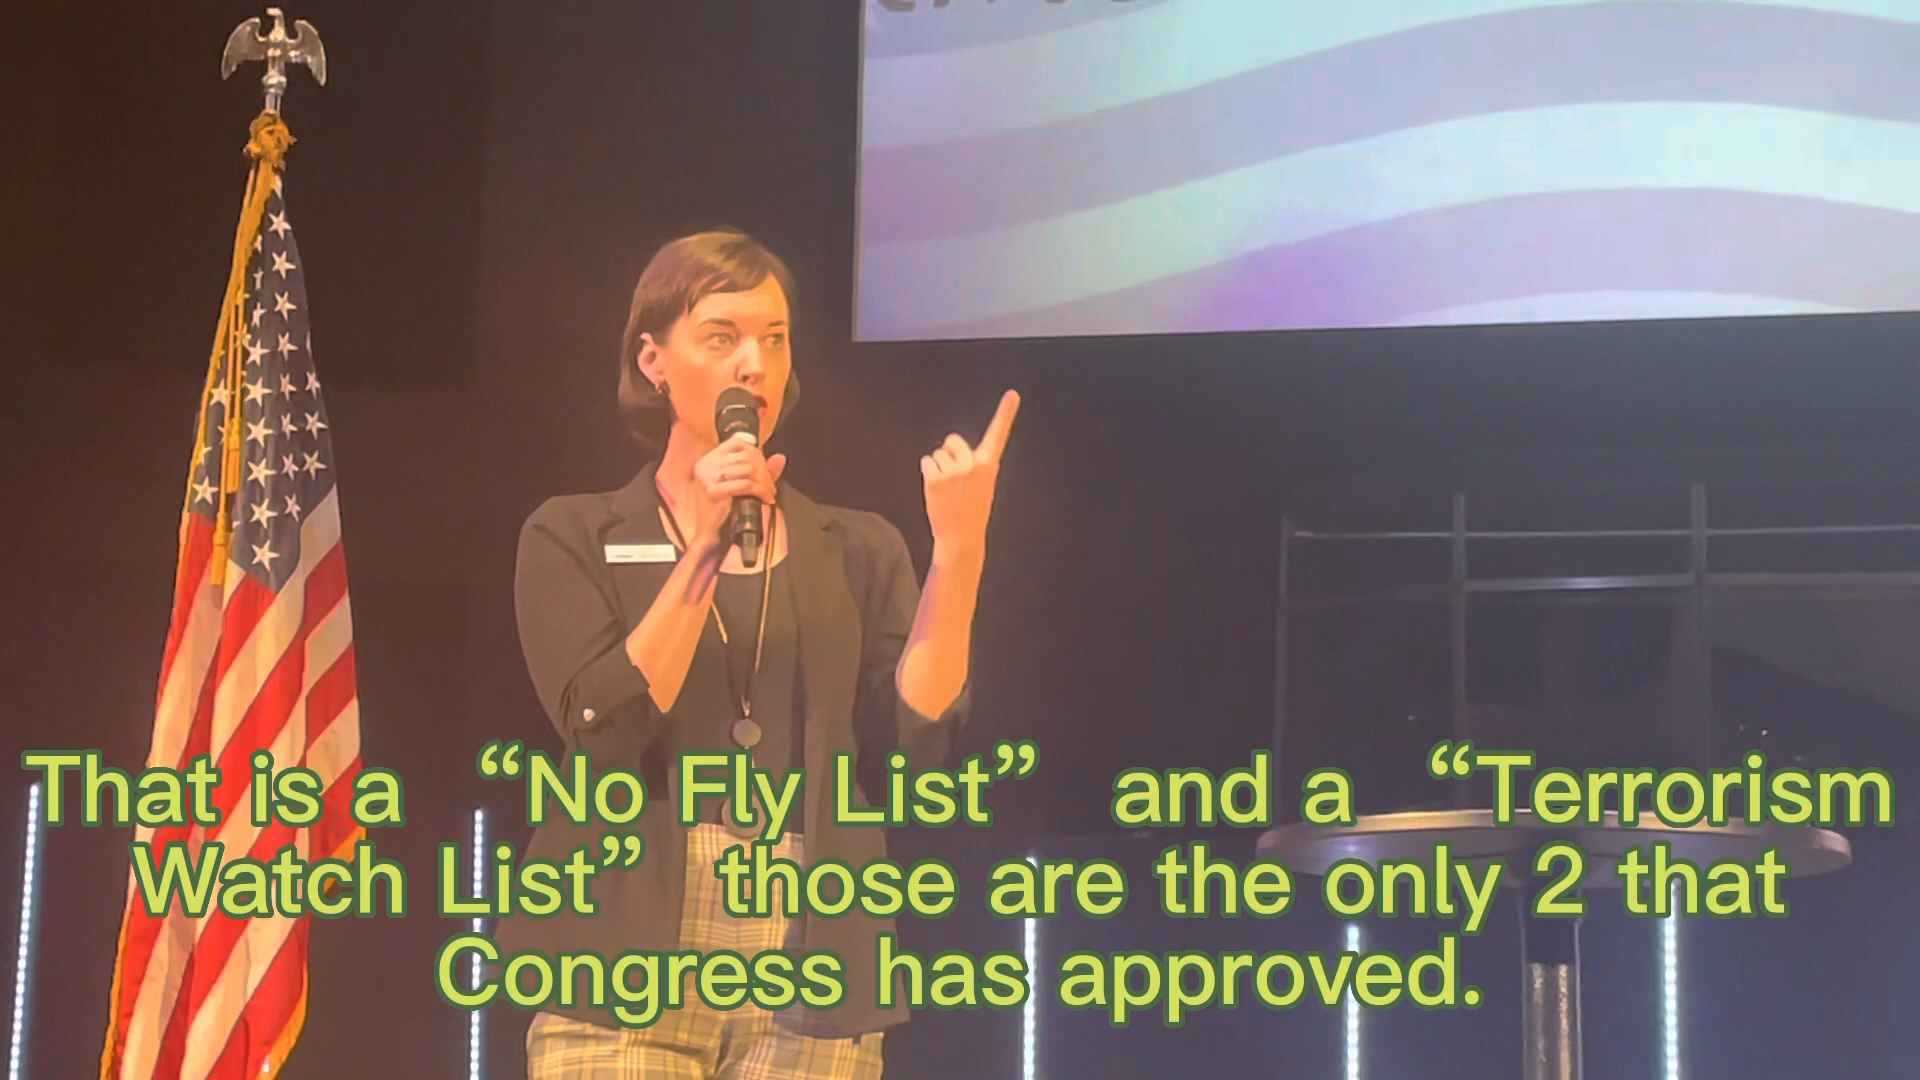 That is a “No Fly List” and a “Terrorism
Watch List” those are the only 2 that
Congress has approved.